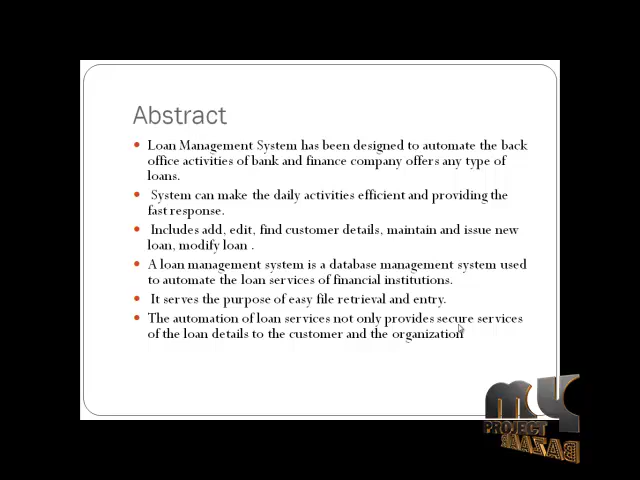 Abstract
• Loan Management System has been designed to automate the back
office activities of bank and finance company offers any type of
loans.
• System can make the daily activities efficient and providing the
fast response.
• Includes add, edit, find customer details, maintain and issue new
loan, modify loan .
• A loan management system is a database management system used
to automate the loan services of financial institutions.
• It serves the purpose of easy file retrieval and entry.
• The automation of loan services not only provides secure services
of the loan details to the customer and the organization
MY
PROJECT
BAZAAR